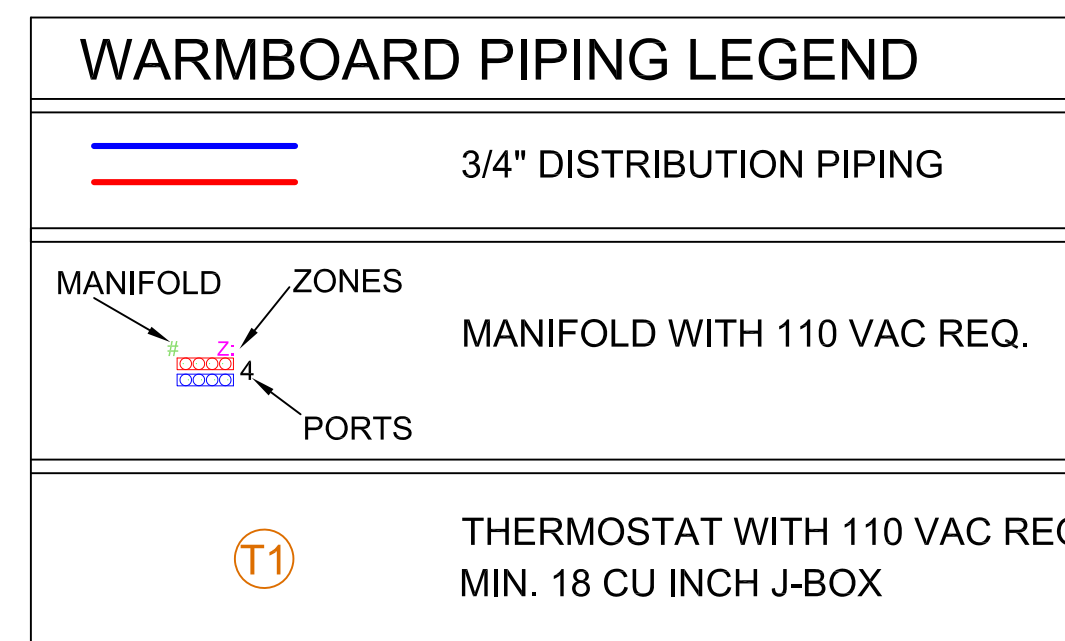 WARMBOARD PIPING LEGEND
3/4" DISTRIBUTION PIPING
MANIFOLD ZONES
# Z:
4
PORTS
MANIFOLD WITH 110 VAC REQ.
T1
THERMOSTAT WITH 110 VAC
MIN. 18 CU INCH J-BOX